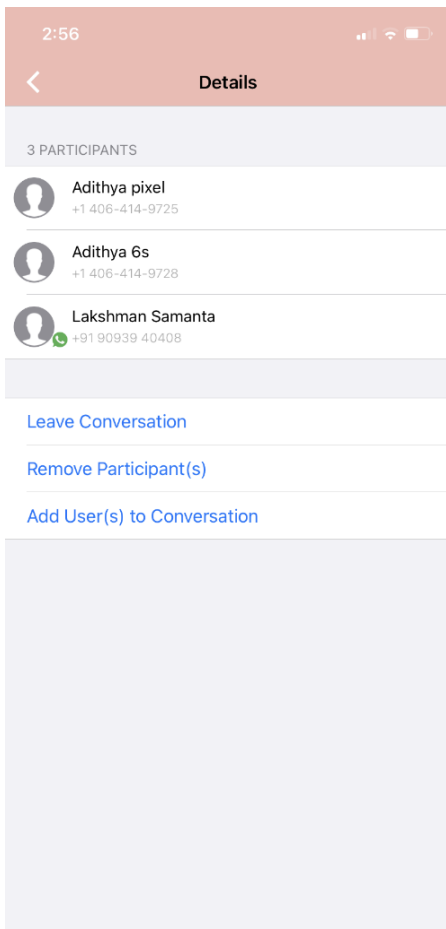 2:56
Details
3 PARTICIPANTS
Adithya pixel
+1 406-414-9725
Adithya 6s
+1 406-414-9728
Lakshman Samanta
+91 90939 40408
Leave Conversation
Remove Participant(s)
Add User(s) to Conversation